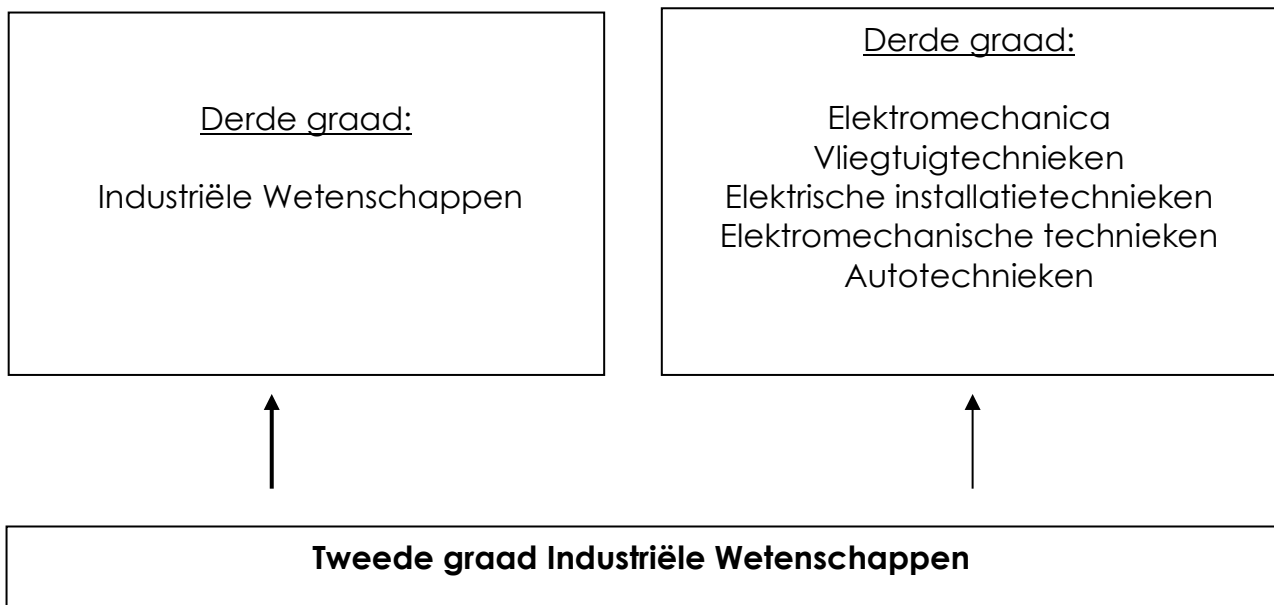 Derde graad:
Industriële Wetenschappen
Derde graad:
Elektromechanica
Vliegtuigtechnieken
Elektrische installatietechnieken
Elektromechanische technieken
Autotechnieken
Tweede graad Industriële Wetenschappen